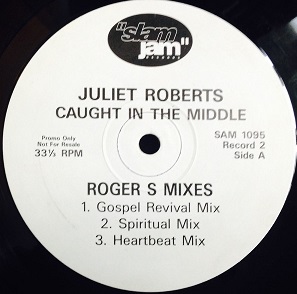 "slam
jam"
RECORDS
JULIET ROBERTS
CAUGHT IN THE MIDDLE
Promo Only
Not For Resale
33⅓ RPM
SAM 1095
Record 2
Side A
ROGER S MIXES
1. Gospel Revival Mix
2. Spiritual Mix
3. Heartbeat Mix